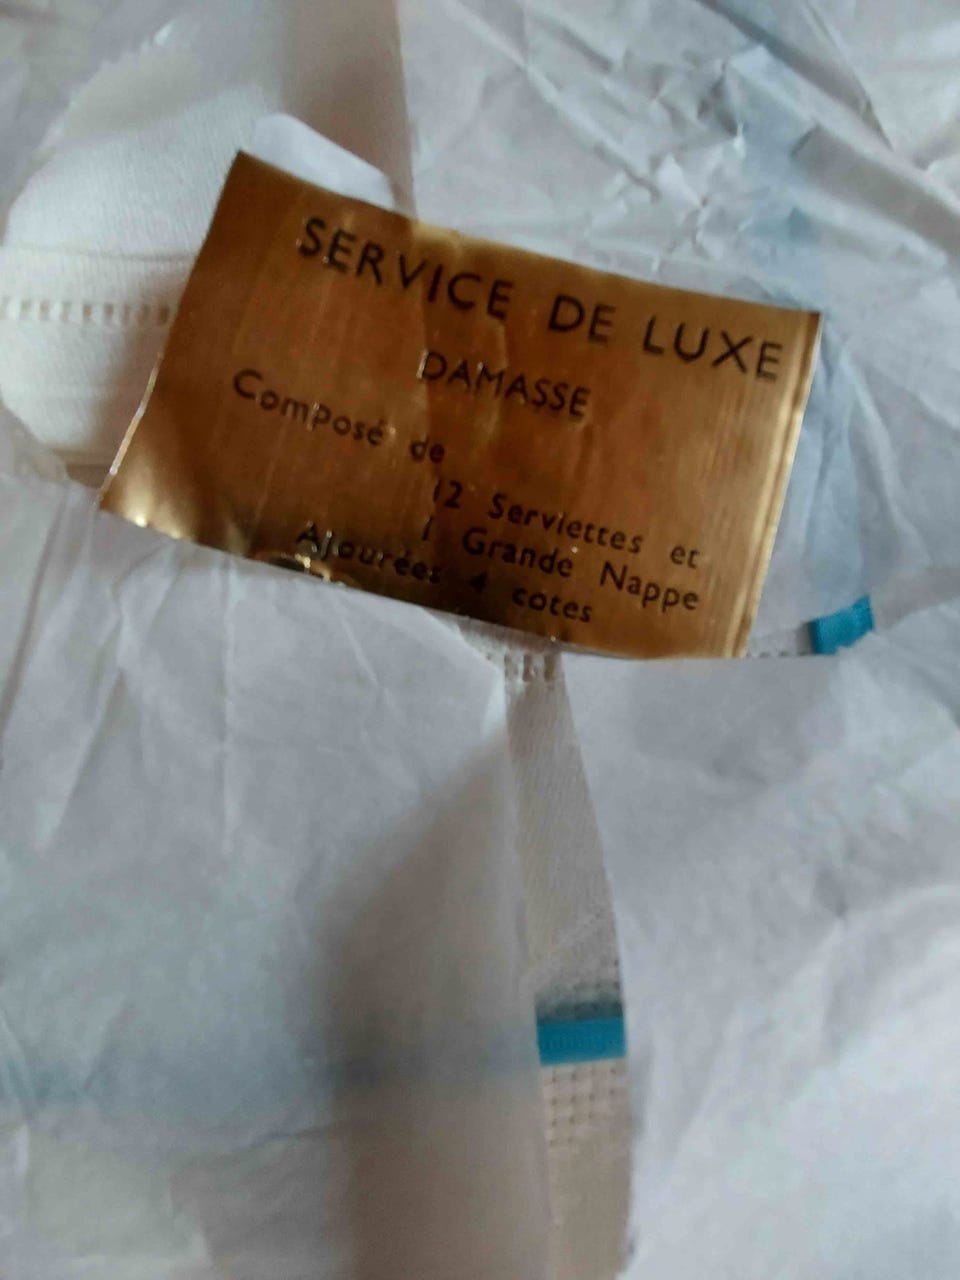 SERVICE DE LUXE
DAMASSE
Composé de
12 Serviettes et
1 Grande Nappe
Ajourées 4 cotes